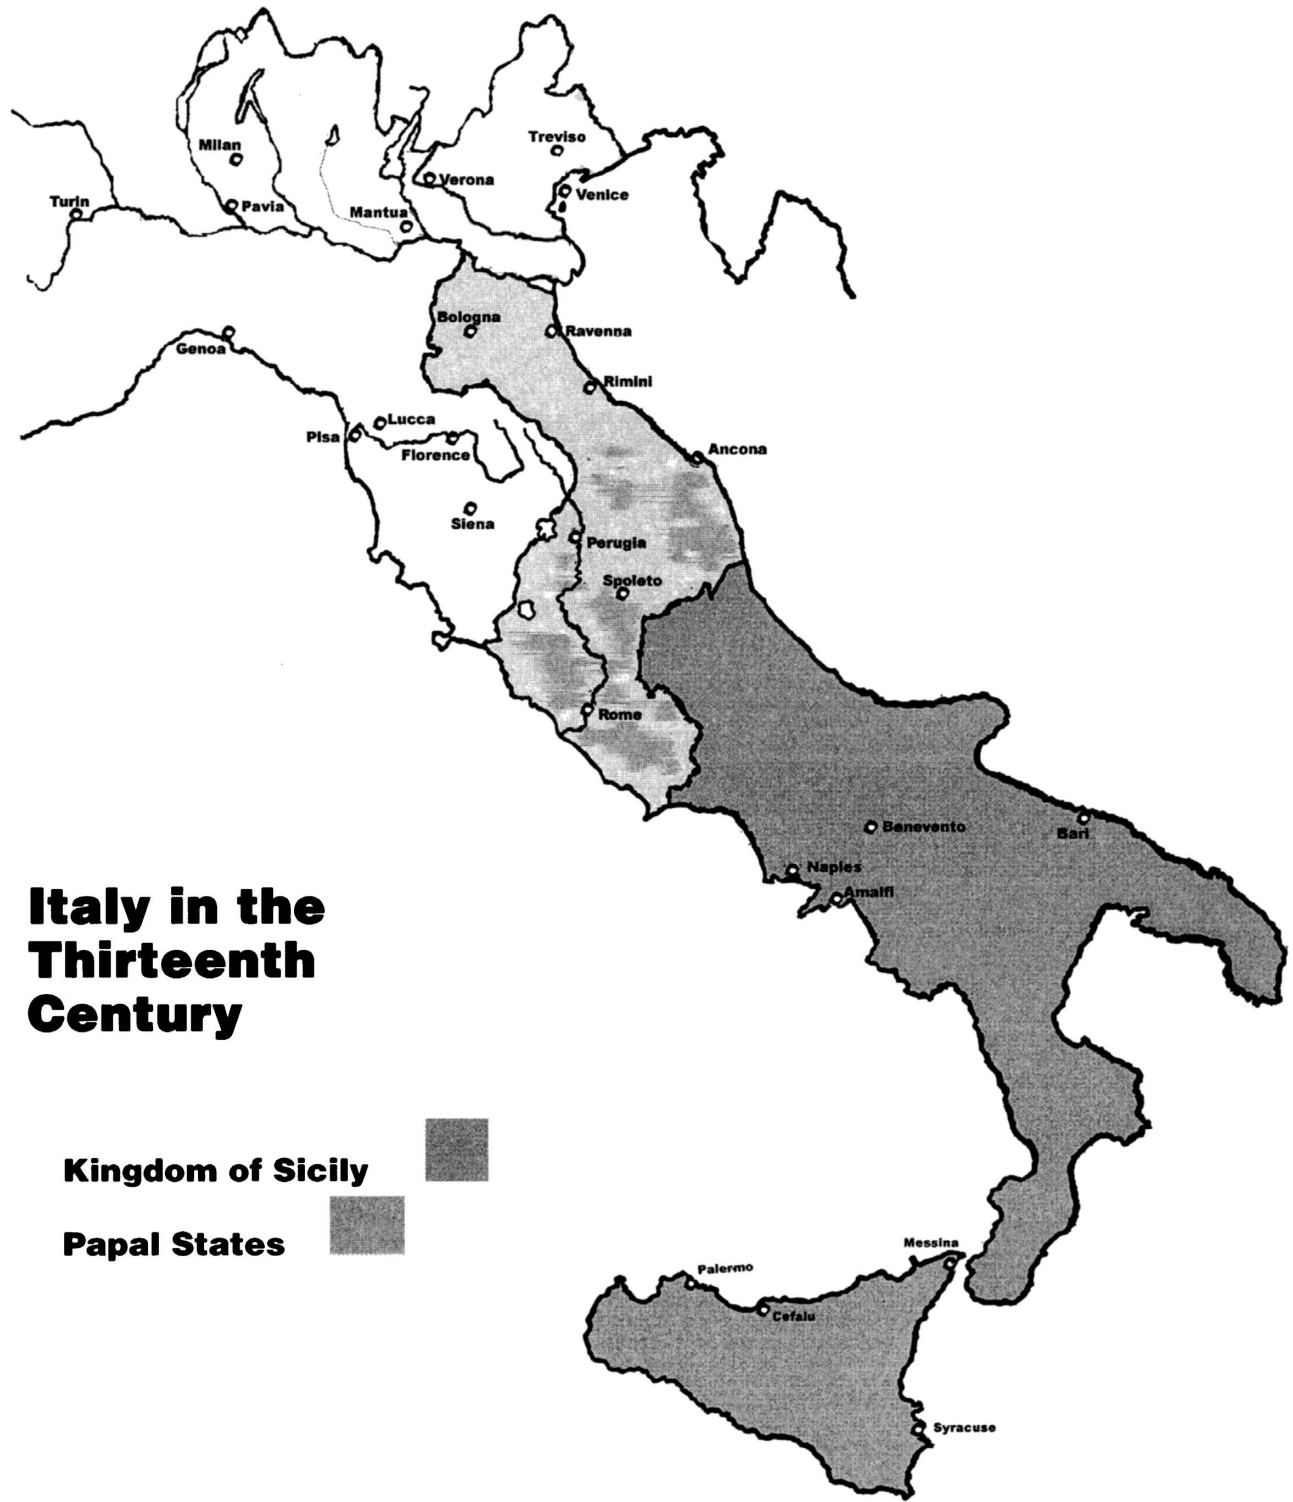 Milan
Treviso
Verona
Turin
Pavia
Mantua
Venice
Bologna
Ravenna
Genoa
Rimini
Lucca
Pisa
Florence
Ancona
Siena
Perugia
Spoleto
Rome
Benevento
Bari
Naples
Amalfi
Italy in the
Thirteenth
Century
Kingdom of Sicily
Papal States
Messina
Palermo
Cefalu
Syracuse